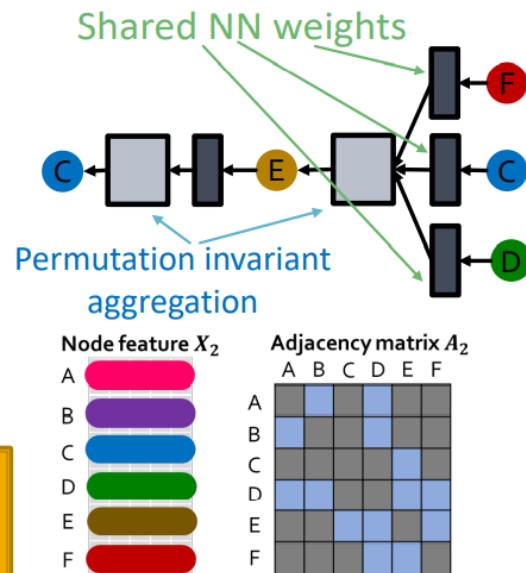 Shared NN weights
F
C
E
C
D
Permutation invariant
aggregation
Node feature X₂
A
B
C
D
E
F
Adjacency matrix A₂
A B C D E F
A
B
C
D
E
F